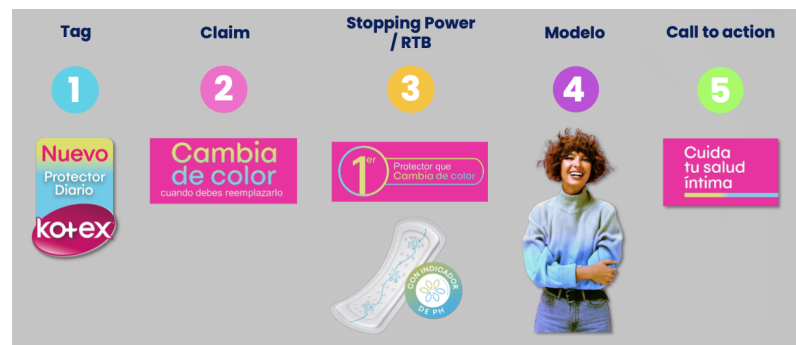 Tag
Claim
Stopping Power
/ RTB
Modelo
Call to action
1
2
3
4
5
Nuevo
Protector
Diario
kotex
Cambia
de color
cuando debes reemplazarlo
1er
Protector que
Cambia de color
CON INDICADOR
DE PH
Cuida
tu salud
íntima